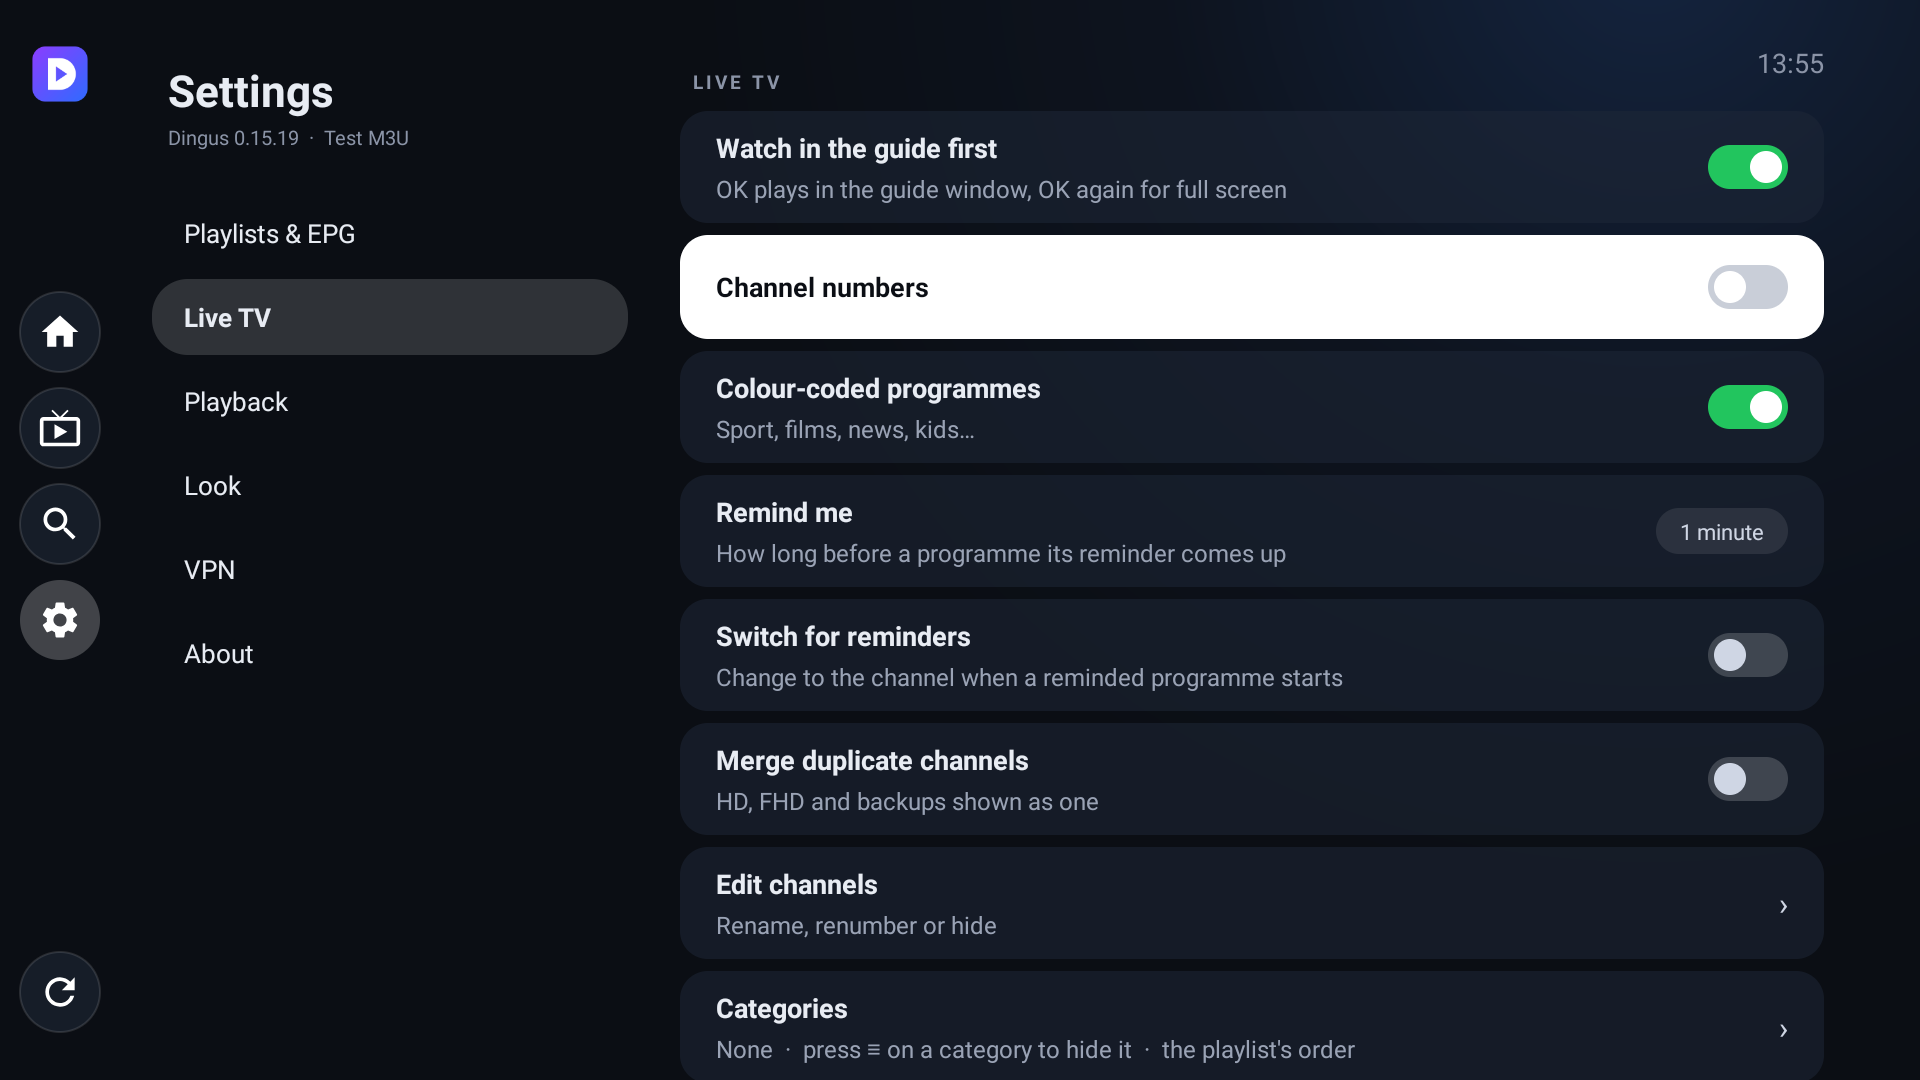 Settings
Dingus 0.15.19 · Test M3U
Playlists & EPG
Live TV
Playback
Look
VPN
About
13:55
LIVE TV
Watch in the guide first
OK plays in the guide window, OK again for full screen
Channel numbers
Colour-coded programmes
Sport, films, news, kids…
Remind me
How long before a programme its reminder comes up
1 minute
Switch for reminders
Change to the channel when a reminded programme starts
Merge duplicate channels
HD, FHD and backups shown as one
Edit channels
Rename, renumber or hide
Categories
None · press ≡ on a category to hide it · the playlist's order